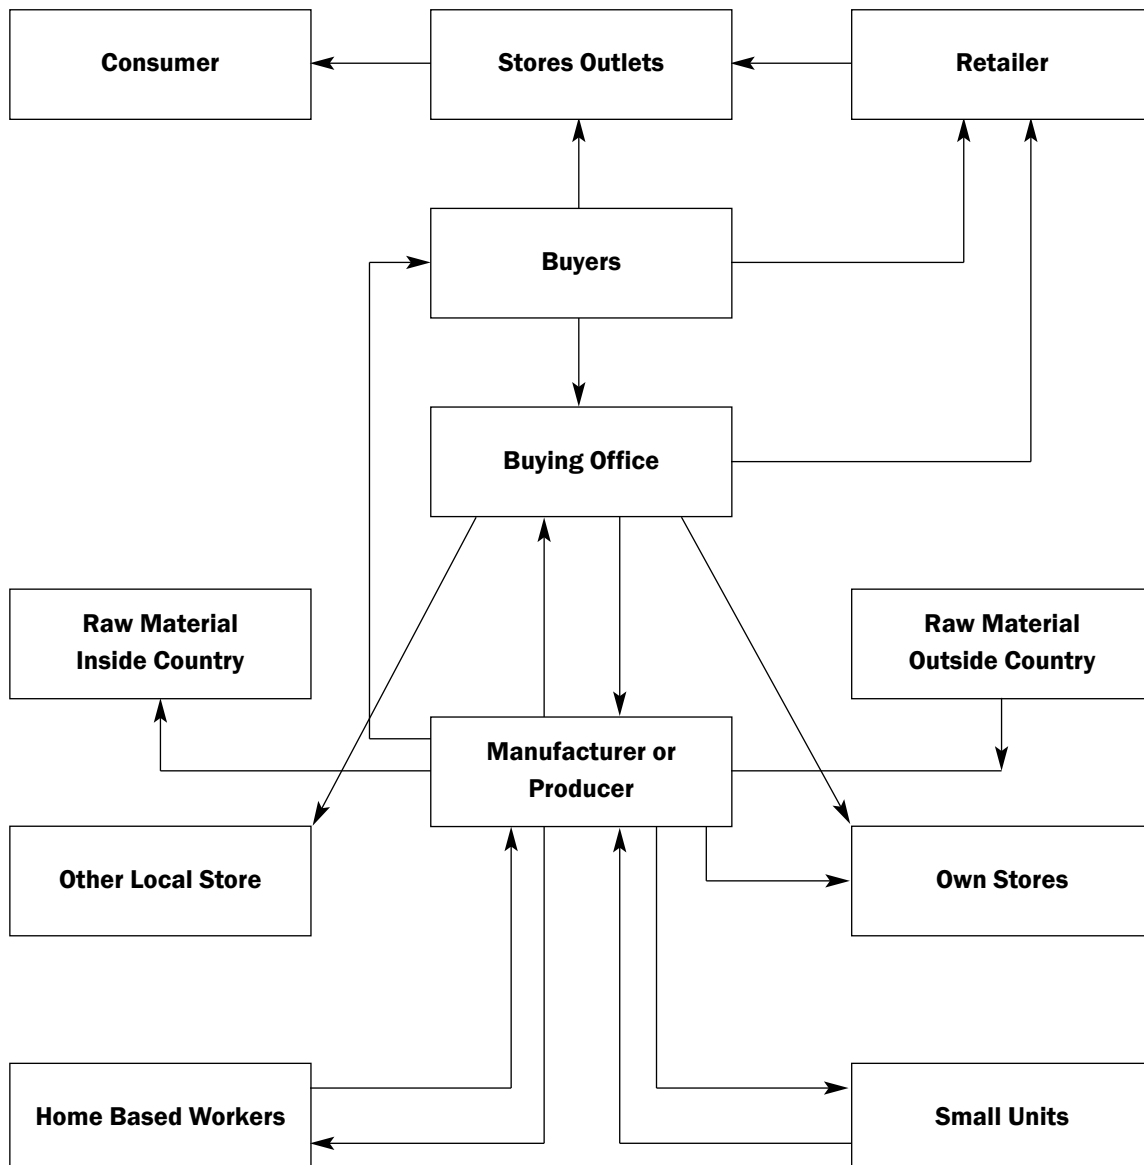 Consumer
Stores Outlets
Retailer
Buyers
Buying Office
Raw Material
Inside Country
Raw Material
Outside Country
Manufacturer or
Producer
Other Local Store
Own Stores
Home Based Workers
Small Units